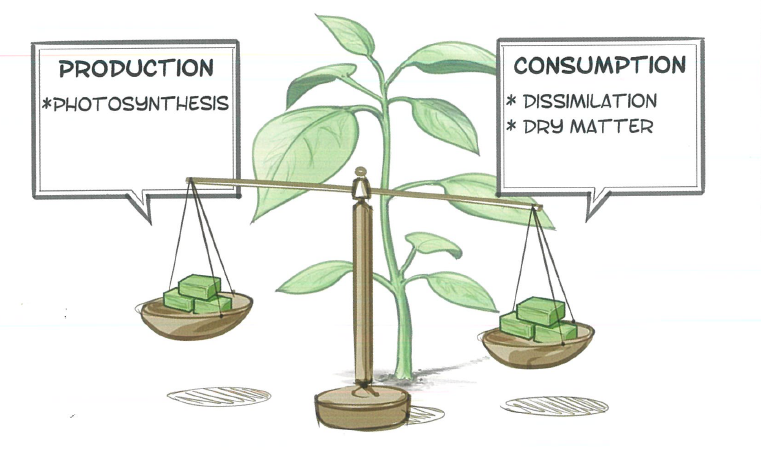 PRODUCTION
*PHOTOSYNTHESIS
CONSUMPTION
* DISSIMILATION
* DRY MATTER